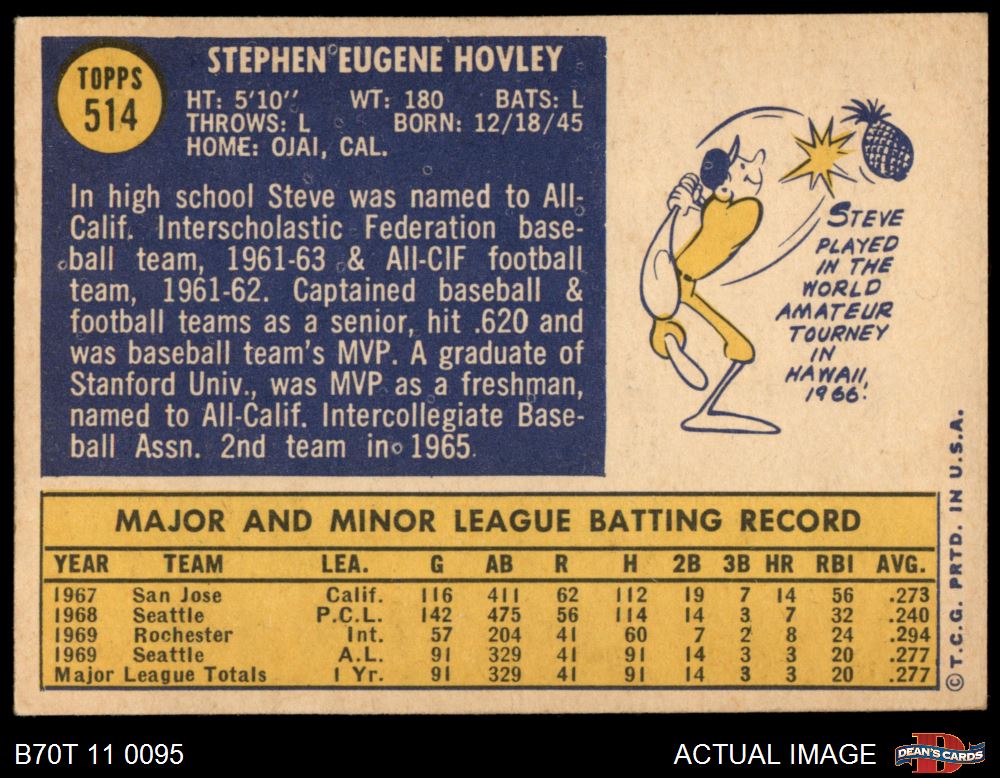 TOPPS
514
STEPHEN EUGENE HOVLEY
HT: 5'10'' WT: 180 BATS: L
THROWS: L BORN: 12/18/45
HOME: OJAI, CAL.
In high school Steve was named to All-
Calif. Interscholastic Federation base-
ball team, 1961-63 & All-CIF football
team, 1961-62. Captained baseball &
football teams as a senior, hit .620 and
was baseball team's MVP. A graduate of
Stanford Univ., was MVP as a freshman,
named to All-Calif. Intercollegiate Base-
ball Assn. 2nd team in 1965.
STEVE
PLAYED
IN THE
WORLD
AMATEUR
TOURNEY
IN
HAWAII,
1966.
MAJOR AND MINOR LEAGUE BATTING RECORD
YEAR TEAM LEA. G AB R H 2B 3B HR RBI AVG.
1967 San Jose Calif. 116 411 62 112 19 7 14 56 .273
1968 Seattle P.C.L. 142 475 56 114 14 3 7 32 .240
1969 Rochester Int. 57 204 41 60 7 2 8 24 .294
1969 Seattle A.L. 91 329 41 91 14 3 3 20 .277
Major League Totals 1 Yr. 91 329 41 91 14 3 3 20 .277
© T.C.G. PRTD. IN U.S.A.
B70T 11 0095
ACTUAL IMAGE
DEAN'S CARDS